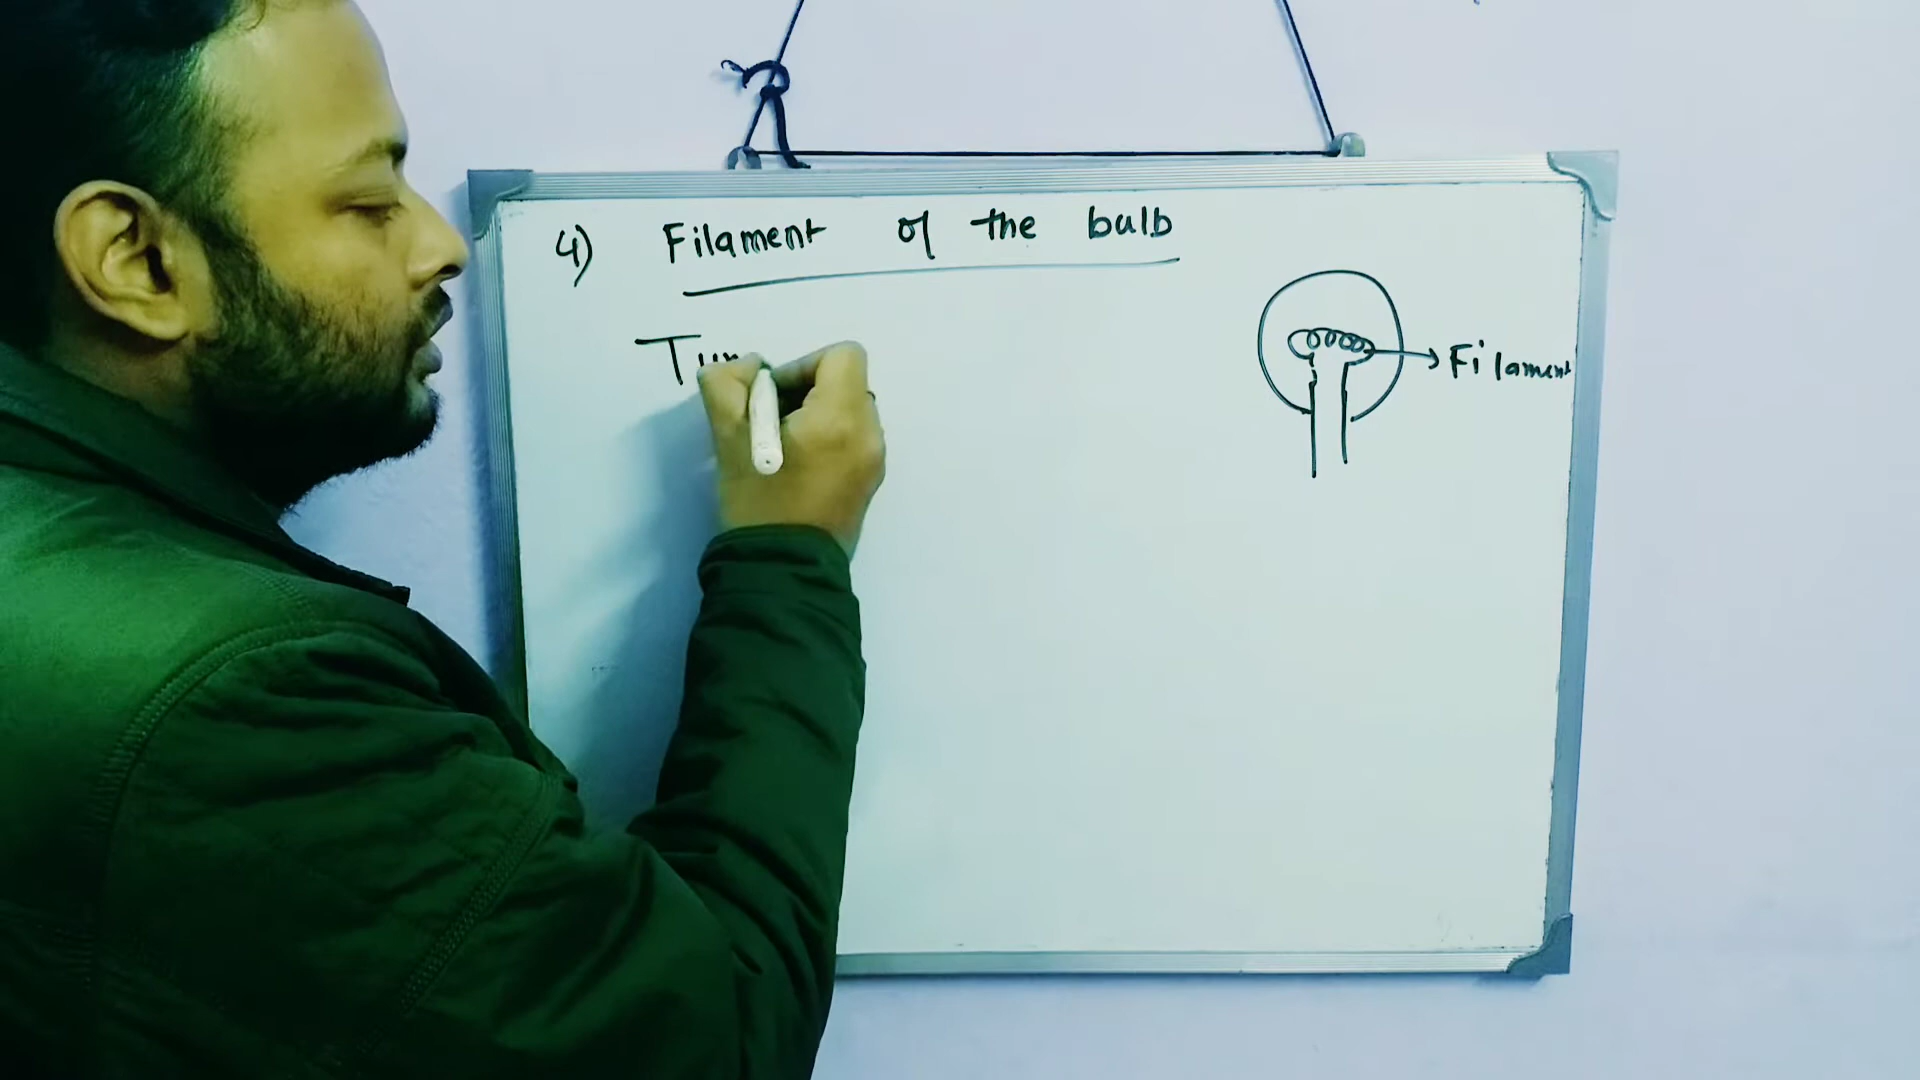 4) Filament of the bulb
Filament